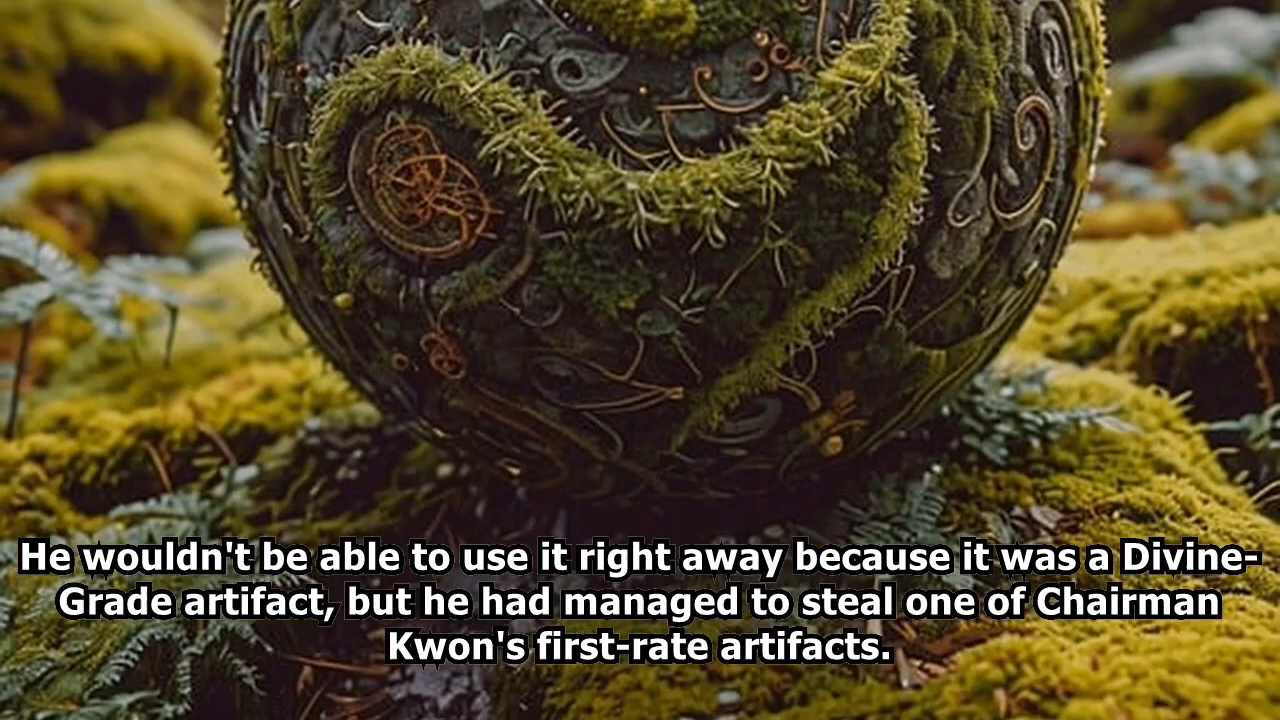 He wouldn't be able to use it right away because it was a Divine-
Grade artifact, but he had managed to steal one of Chairman
Kwon's first-rate artifacts.